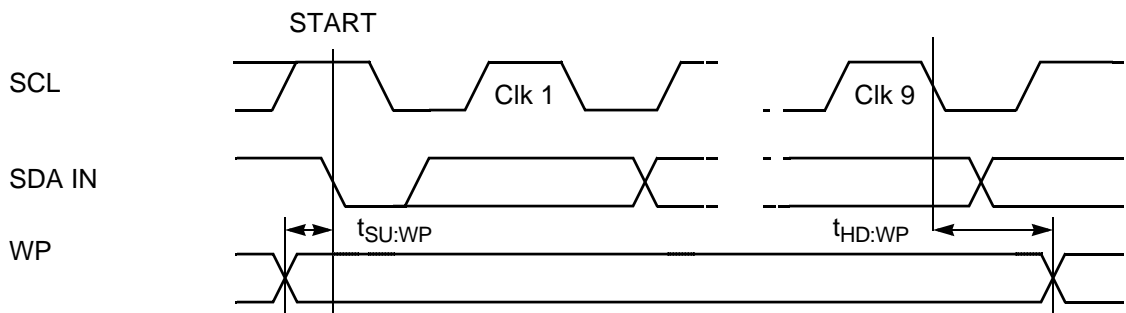 START
SCL
Clk 1
Clk 9
SDA IN
tSU:WP
tHD:WP
WP